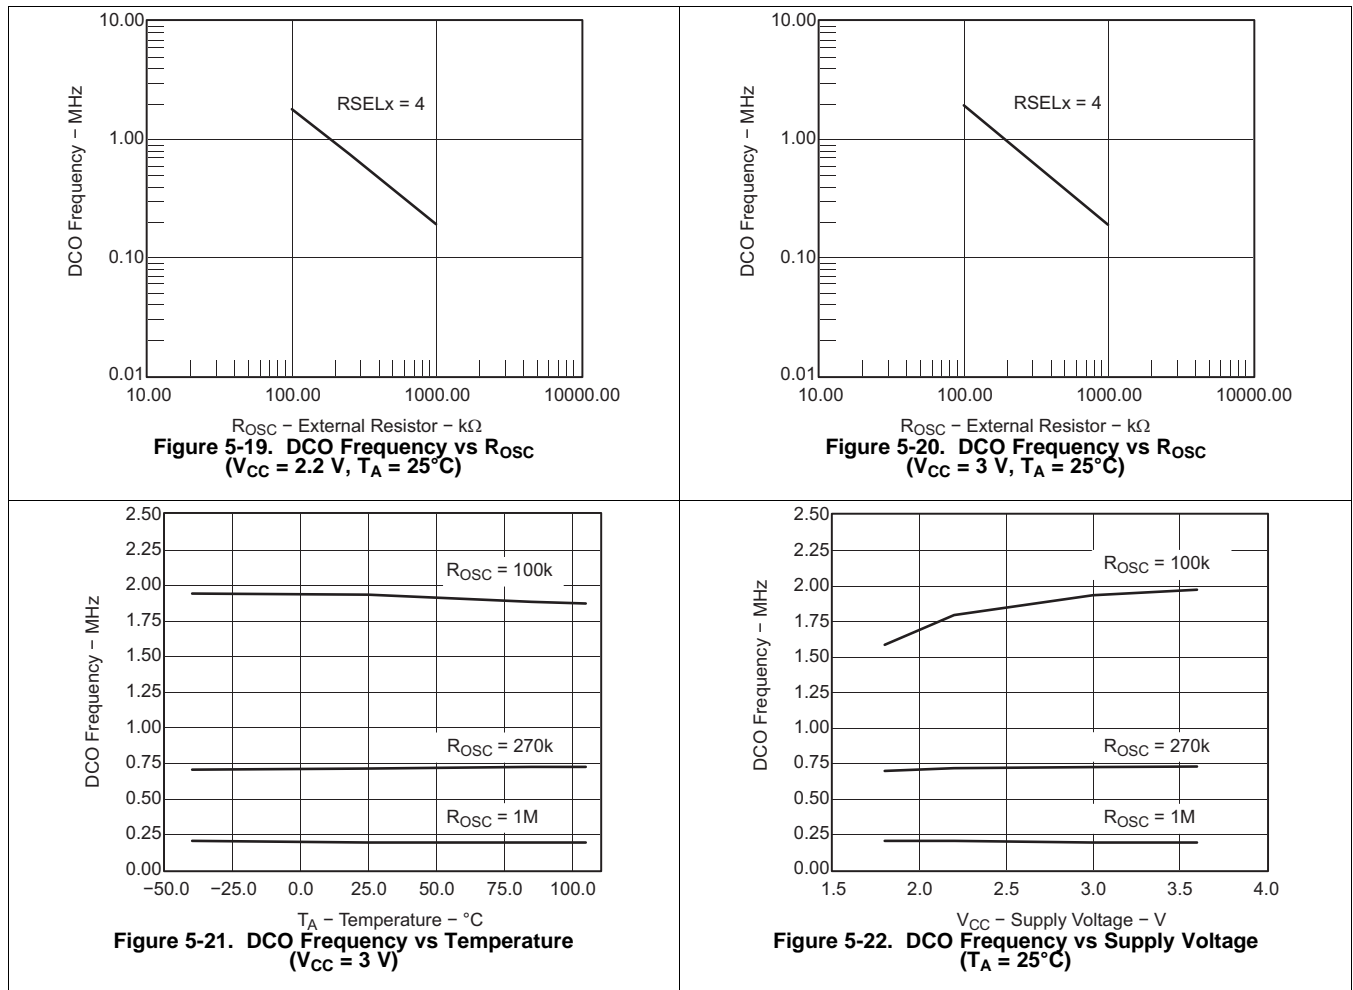 10.00
1.00
0.10
0.01
DCO Frequency − MHz
RSELx = 4
10.00 100.00 1000.00 10000.00
ROSC − External Resistor − kΩ
Figure 5-19. DCO Frequency vs ROSC
(VCC = 2.2 V, TA = 25°C)
10.00
1.00
0.10
0.01
DCO Frequency − MHz
RSELx = 4
10.00 100.00 1000.00 10000.00
ROSC − External Resistor − kΩ
Figure 5-20. DCO Frequency vs ROSC
(VCC = 3 V, TA = 25°C)
2.50
2.25
2.00
1.75
1.50
1.25
1.00
0.75
0.50
0.25
0.00
DCO Frequency − MHz
ROSC = 100k
ROSC = 270k
ROSC = 1M
−50.0 −25.0 0.0 25.0 50.0 75.0 100.0
TA − Temperature − °C
Figure 5-21. DCO Frequency vs Temperature
(VCC = 3 V)
2.50
2.25
2.00
1.75
1.50
1.25
1.00
0.75
0.50
0.25
0.00
DCO Frequency − MHz
ROSC = 100k
ROSC = 270k
ROSC = 1M
1.5 2.0 2.5 3.0 3.5 4.0
VCC − Supply Voltage − V
Figure 5-22. DCO Frequency vs Supply Voltage
(TA = 25°C)